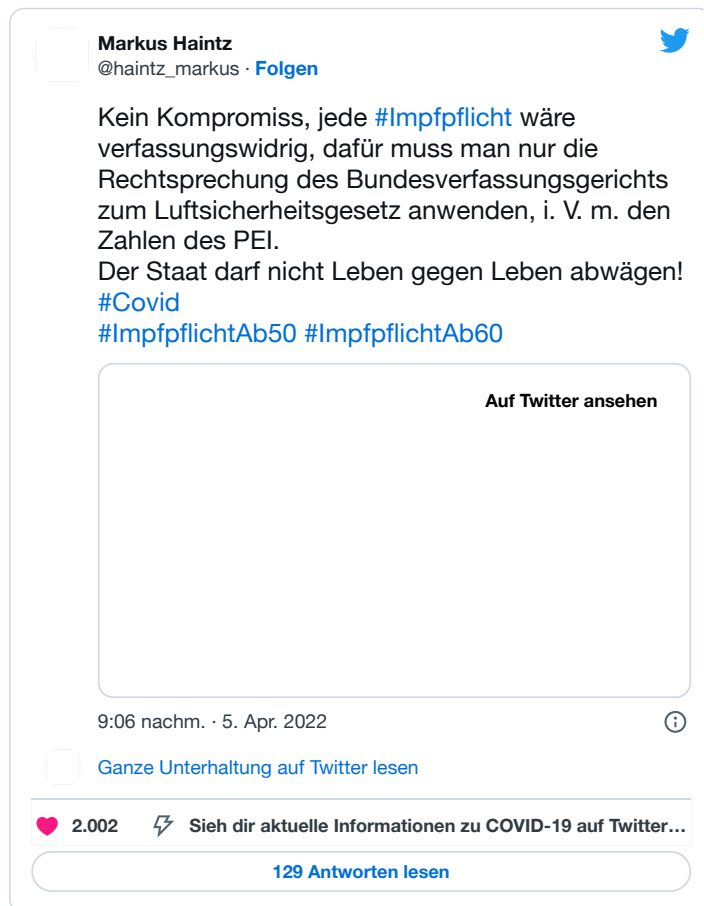 Markus Haintz
@haintz_markus · Folgen
Kein Kompromiss, jede #Impfpflicht wäre
verfassungswidrig, dafür muss man nur die
Rechtsprechung des Bundesverfassungsgerichts
zum Luftsicherheitsgesetz anwenden, i. V. m. den
Zahlen des PEI.
Der Staat darf nicht Leben gegen Leben abwägen!
#Covid
#ImpfpflichtAb50 #ImpfpflichtAb60
Auf Twitter ansehen
9:06 nachm. · 5. Apr. 2022
Ganze Unterhaltung auf Twitter lesen
2.002 Sieh dir aktuelle Informationen zu COVID-19 auf Twitter…
129 Antworten lesen